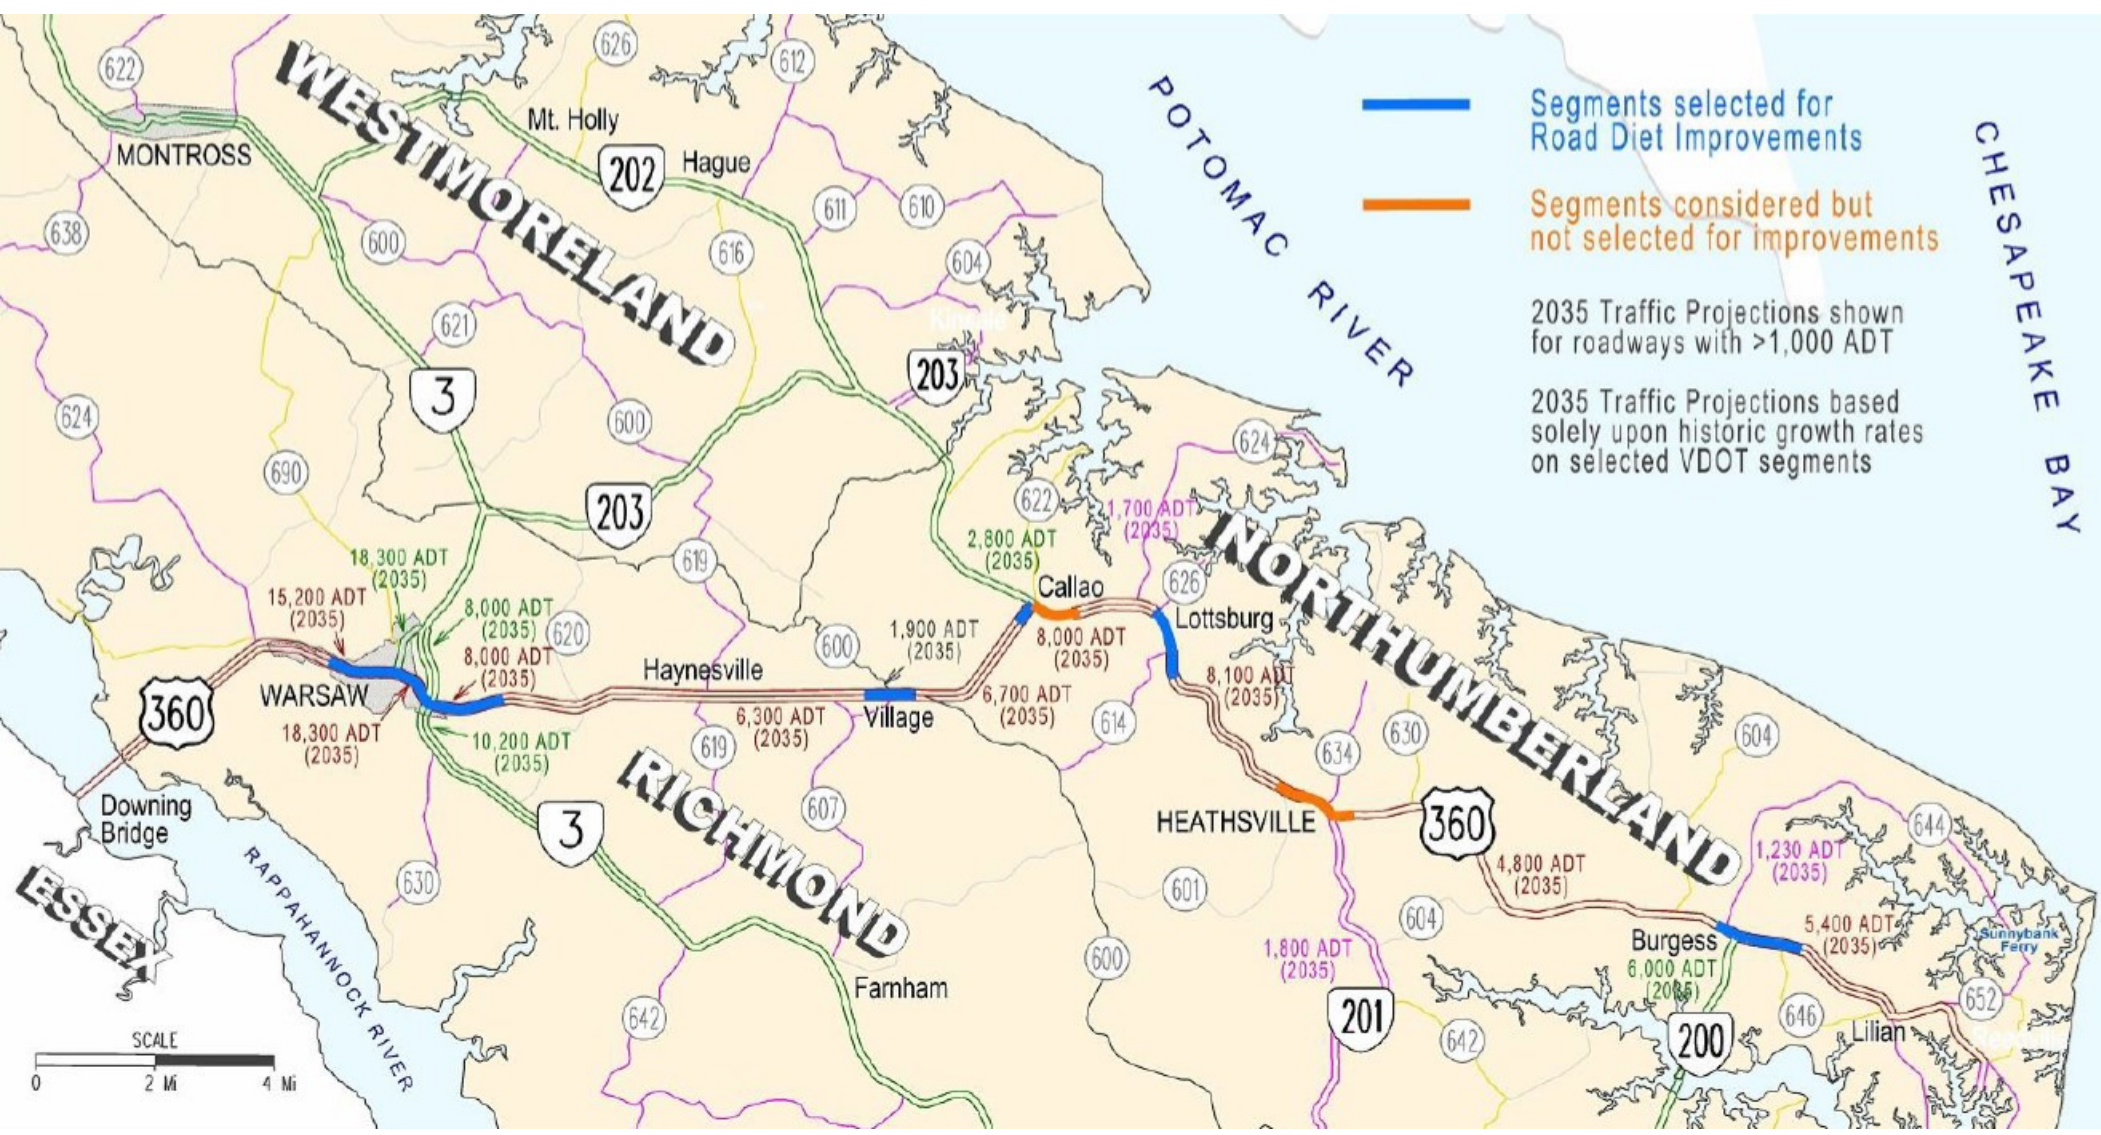 622
626
612
WESTMORELAND
Mt. Holly
MONTROSS
202
Hague
638
600
616
611
610
604
621
3
203
624
690
600
203
POTOMAC RIVER
CHESAPEAKE BAY
Segments selected for
Road Diet Improvements
Segments considered but
not selected for improvements
2035 Traffic Projections shown
for roadways with >1,000 ADT
2035 Traffic Projections based
solely upon historic growth rates
on selected VDOT segments
624
622
1,700 ADT
(2035)
NORTHUMBERLAND
2,800 ADT
(2035)
619
18,300 ADT
(2035)
15,200 ADT
(2035)
8,000 ADT
(2035)
620
8,000 ADT
(2035)
Callao
626
Lottsburg
600
1,900 ADT
(2035)
8,000 ADT
(2035)
Haynesville
WARSAW
360
18,300 ADT
(2035)
6,300 ADT
(2035)
Village
6,700 ADT
(2035)
8,100 ADT
(2035)
10,200 ADT
(2035)
619
614
634
630
604
RICHMOND
Downing
Bridge
3
607
HEATHSVILLE
360
4,800 ADT
(2035)
1,230 ADT
(2035)
644
ESSEX
RAPPAHANNOCK RIVER
630
601
604
Burgess
5,400 ADT
(2035)
Sunnybank
Ferry
1,800 ADT
(2035)
600
6,000 ADT
(2035)
Farnham
642
201
642
200
646
652
Lilian
SCALE
0 2 Mi 4 Mi